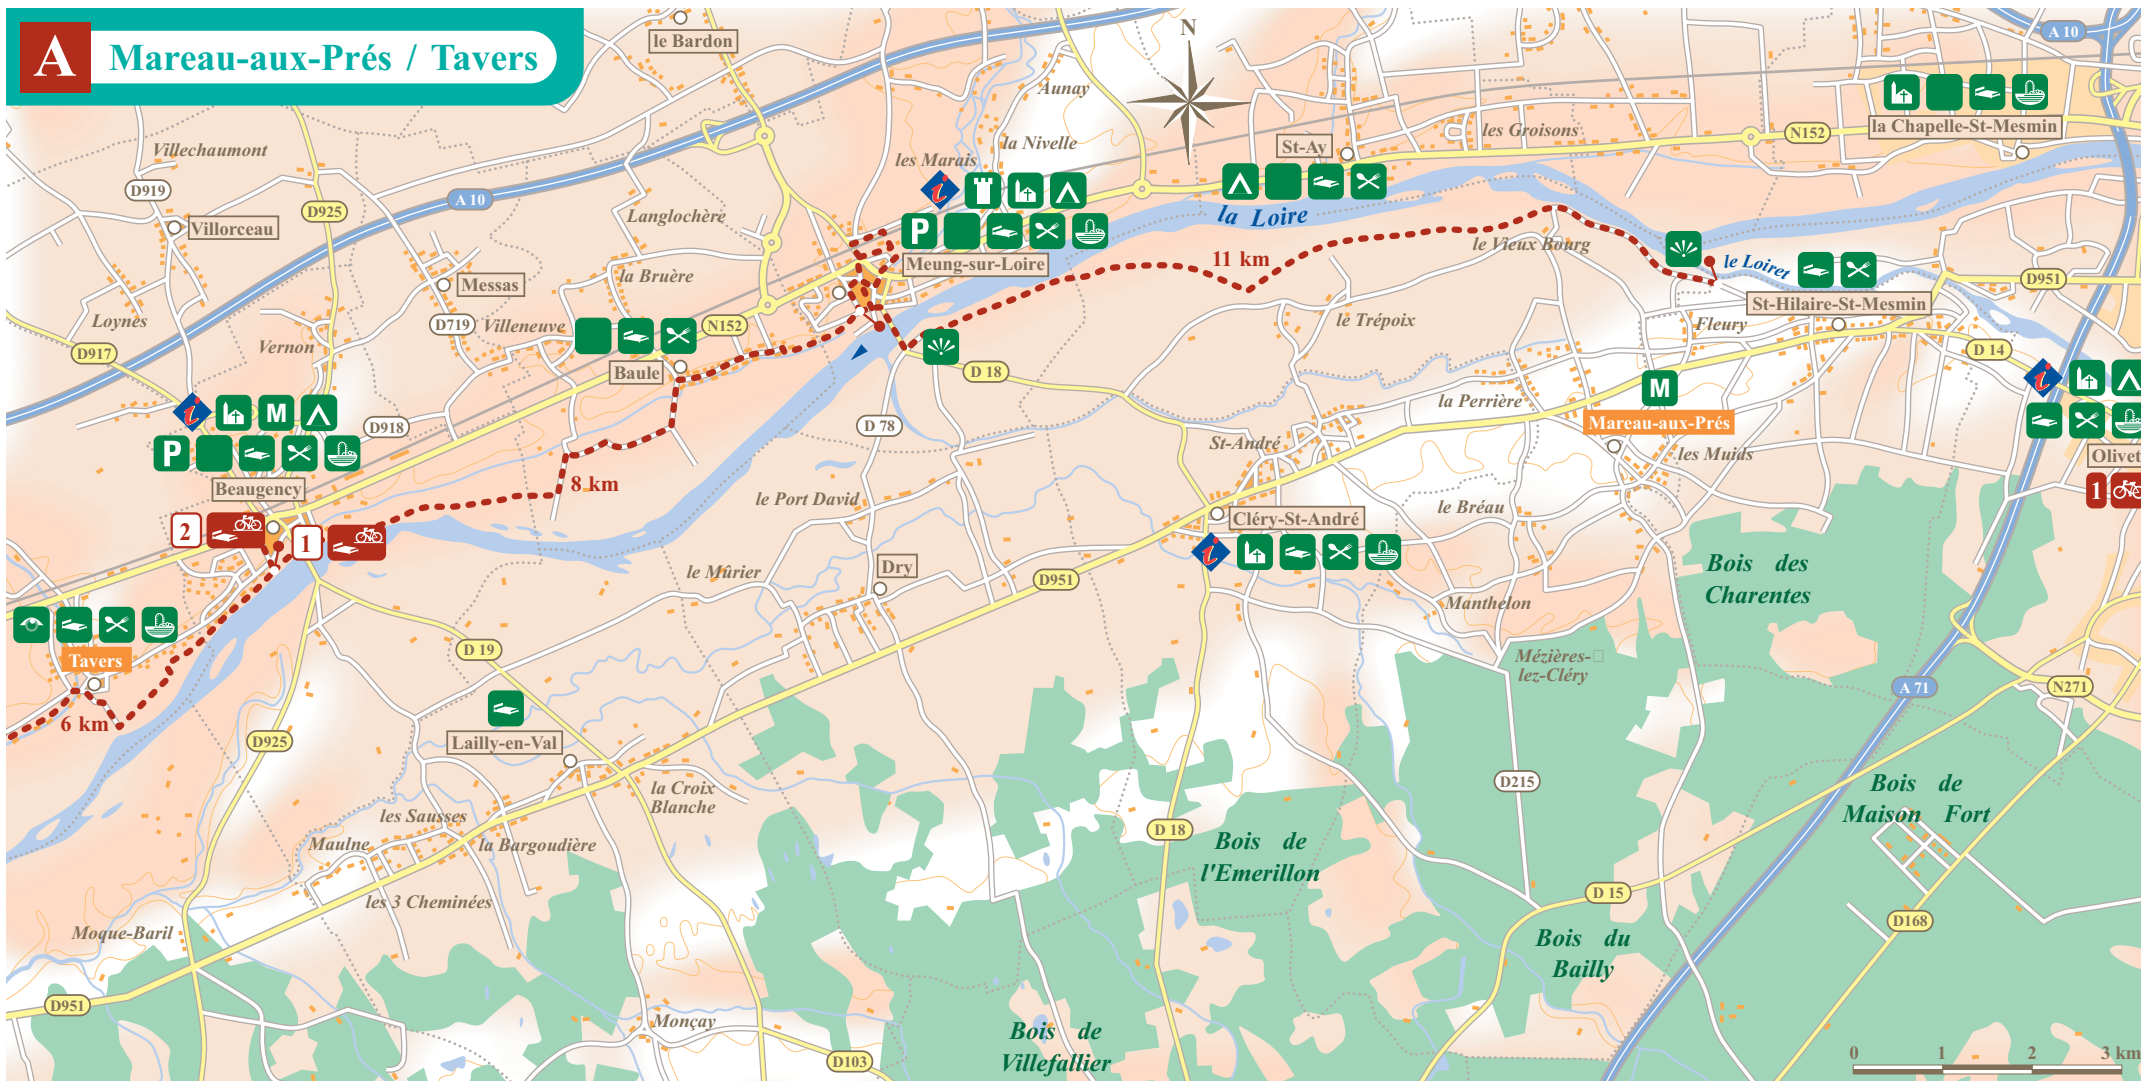 A
Mareau-aux-Prés / Tavers
le Bardon
N
A 10
Aunay
la Chapelle-St-Mesmin
N152
les Groisons
St-Ay
la Nivelle
les Marais
i
Villechaumont
D919
A 10
D925
Langlochère
Villorceau
P
la Loire
le Vieux Bourg
11 km
Meung-sur-Loire
le Loiret
D951
St-Hilaire-St-Mesmin
la Bruère
Messas
Loynes
D719
Villeneuve
N152
le Trépoix
Fleury
D 14
Vernon
D917
Baule
D 18
i
M
la Perrière
Mareau-aux-Prés
i
M
D918
D 78
St-André
les Muids
Olivet
P
Beaugency
8 km
le Port David
1
le Bréau
Cléry-St-André
2
1
i
Bois des
Charentes
le Mûrier
Dry
D951
Manthelon
Tavers
D 19
Mézières-
lez-Cléry
A 71
N271
6 km
D925
Lailly-en-Val
la Croix
Blanche
D215
Bois de
Maison Fort
les Sausses
Maulne
la Bargoudière
D 18
Bois de
l'Emerillon
D 15
les 3 Cheminées
D168
Moque-Baril
Bois du
Bailly
D951
Monçay
Bois de
Villefallier
D103
0 1 2 3 km